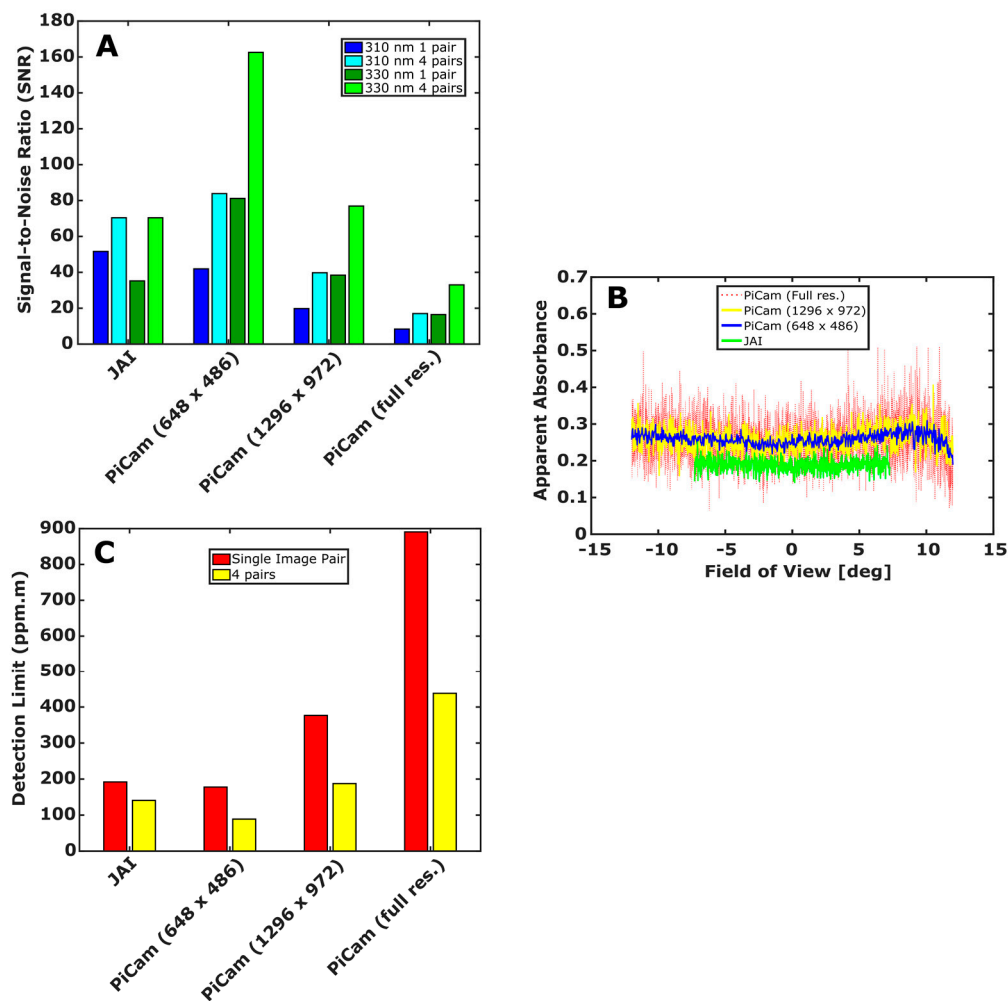 A
Signal-to-Noise Ratio (SNR)
180
160
140
120
100
80
60
40
20
0
310 nm 1 pair
310 nm 4 pairs
330 nm 1 pair
330 nm 4 pairs
JAI
PiCam (648 x 486)
PiCam (1296 x 972)
PiCam (full res.)
B
Apparent Absorbance
0.7
0.6
0.5
0.4
0.3
0.2
0.1
0
PiCam (Full res.)
PiCam (1296 x 972)
PiCam (648 x 486)
JAI
-15 -10 -5 0 5 10 15
Field of View [deg]
C
Detection Limit (ppm.m)
900
800
700
600
500
400
300
200
100
0
Single Image Pair
4 pairs
JAI
PiCam (648 x 486)
PiCam (1296 x 972)
PiCam (full res.)